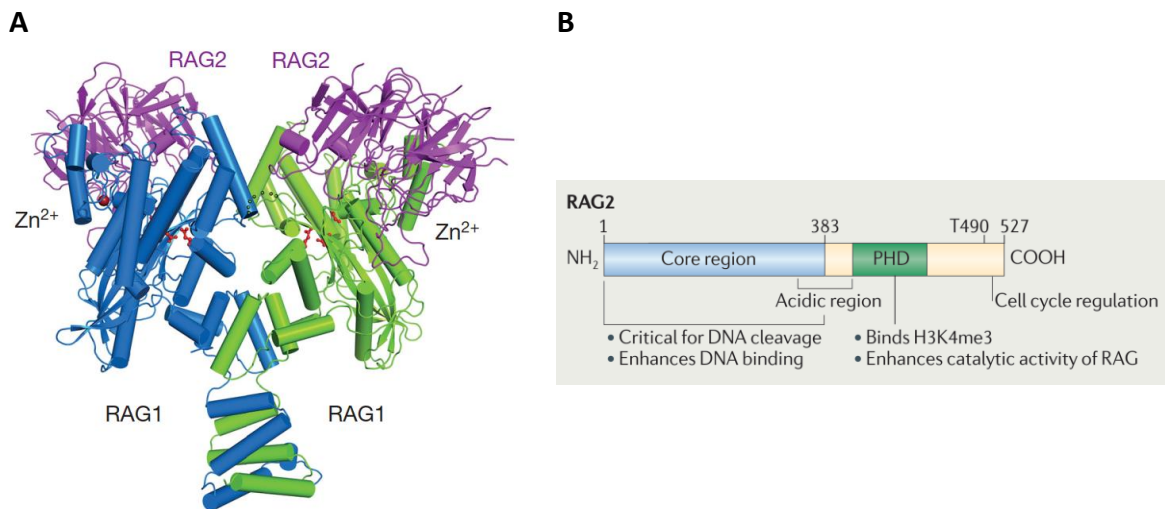 A
B
RAG2 RAG2
Zn2+ Zn2+
RAG1 RAG1
RAG2
1 383 T490 527
NH2 Core region PHD COOH
Acidic region Cell cycle regulation
• Critical for DNA cleavage
• Enhances DNA binding
• Binds H3K4me3
• Enhances catalytic activity of RAG